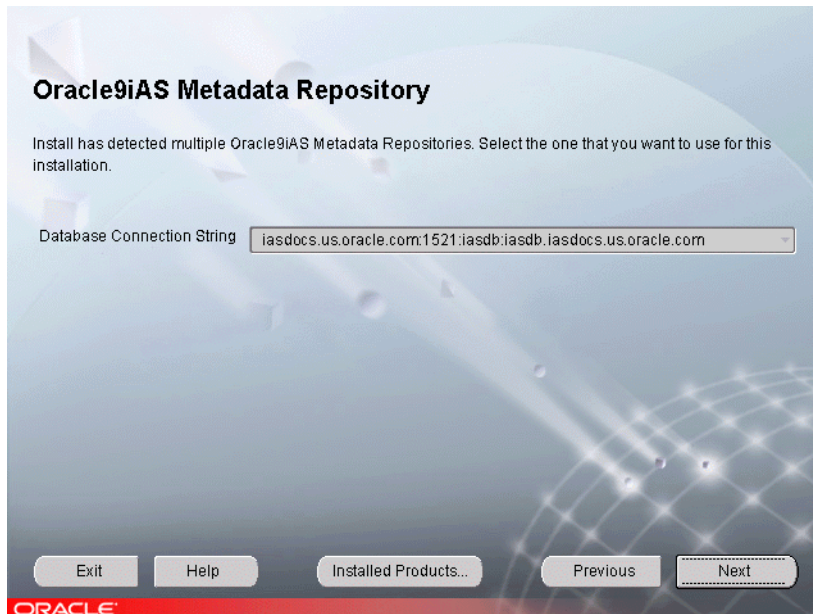 Oracle9iAS Metadata Repository
Install has detected multiple Oracle9iAS Metadata Repositories. Select the one that you want to use for this
installation.
Database Connection String iasdocs.us.oracle.com:1521:iasdb:iasdb.iasdocs.us.oracle.com
Exit Help Installed Products... Previous Next
ORACLE